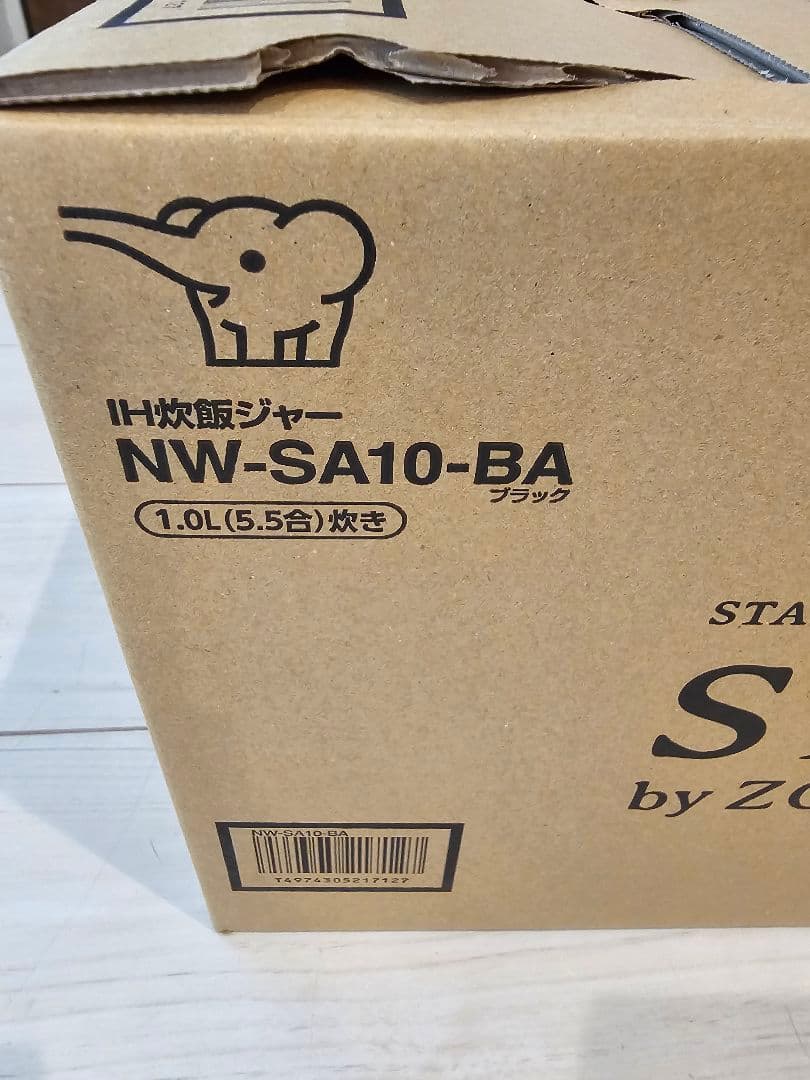 IH炊飯ジャー
NW-SA10-BA
ブラック
1.0L(5.5合)炊き
STA
S
by ZO
NW-SA10-BA
T4974305217127